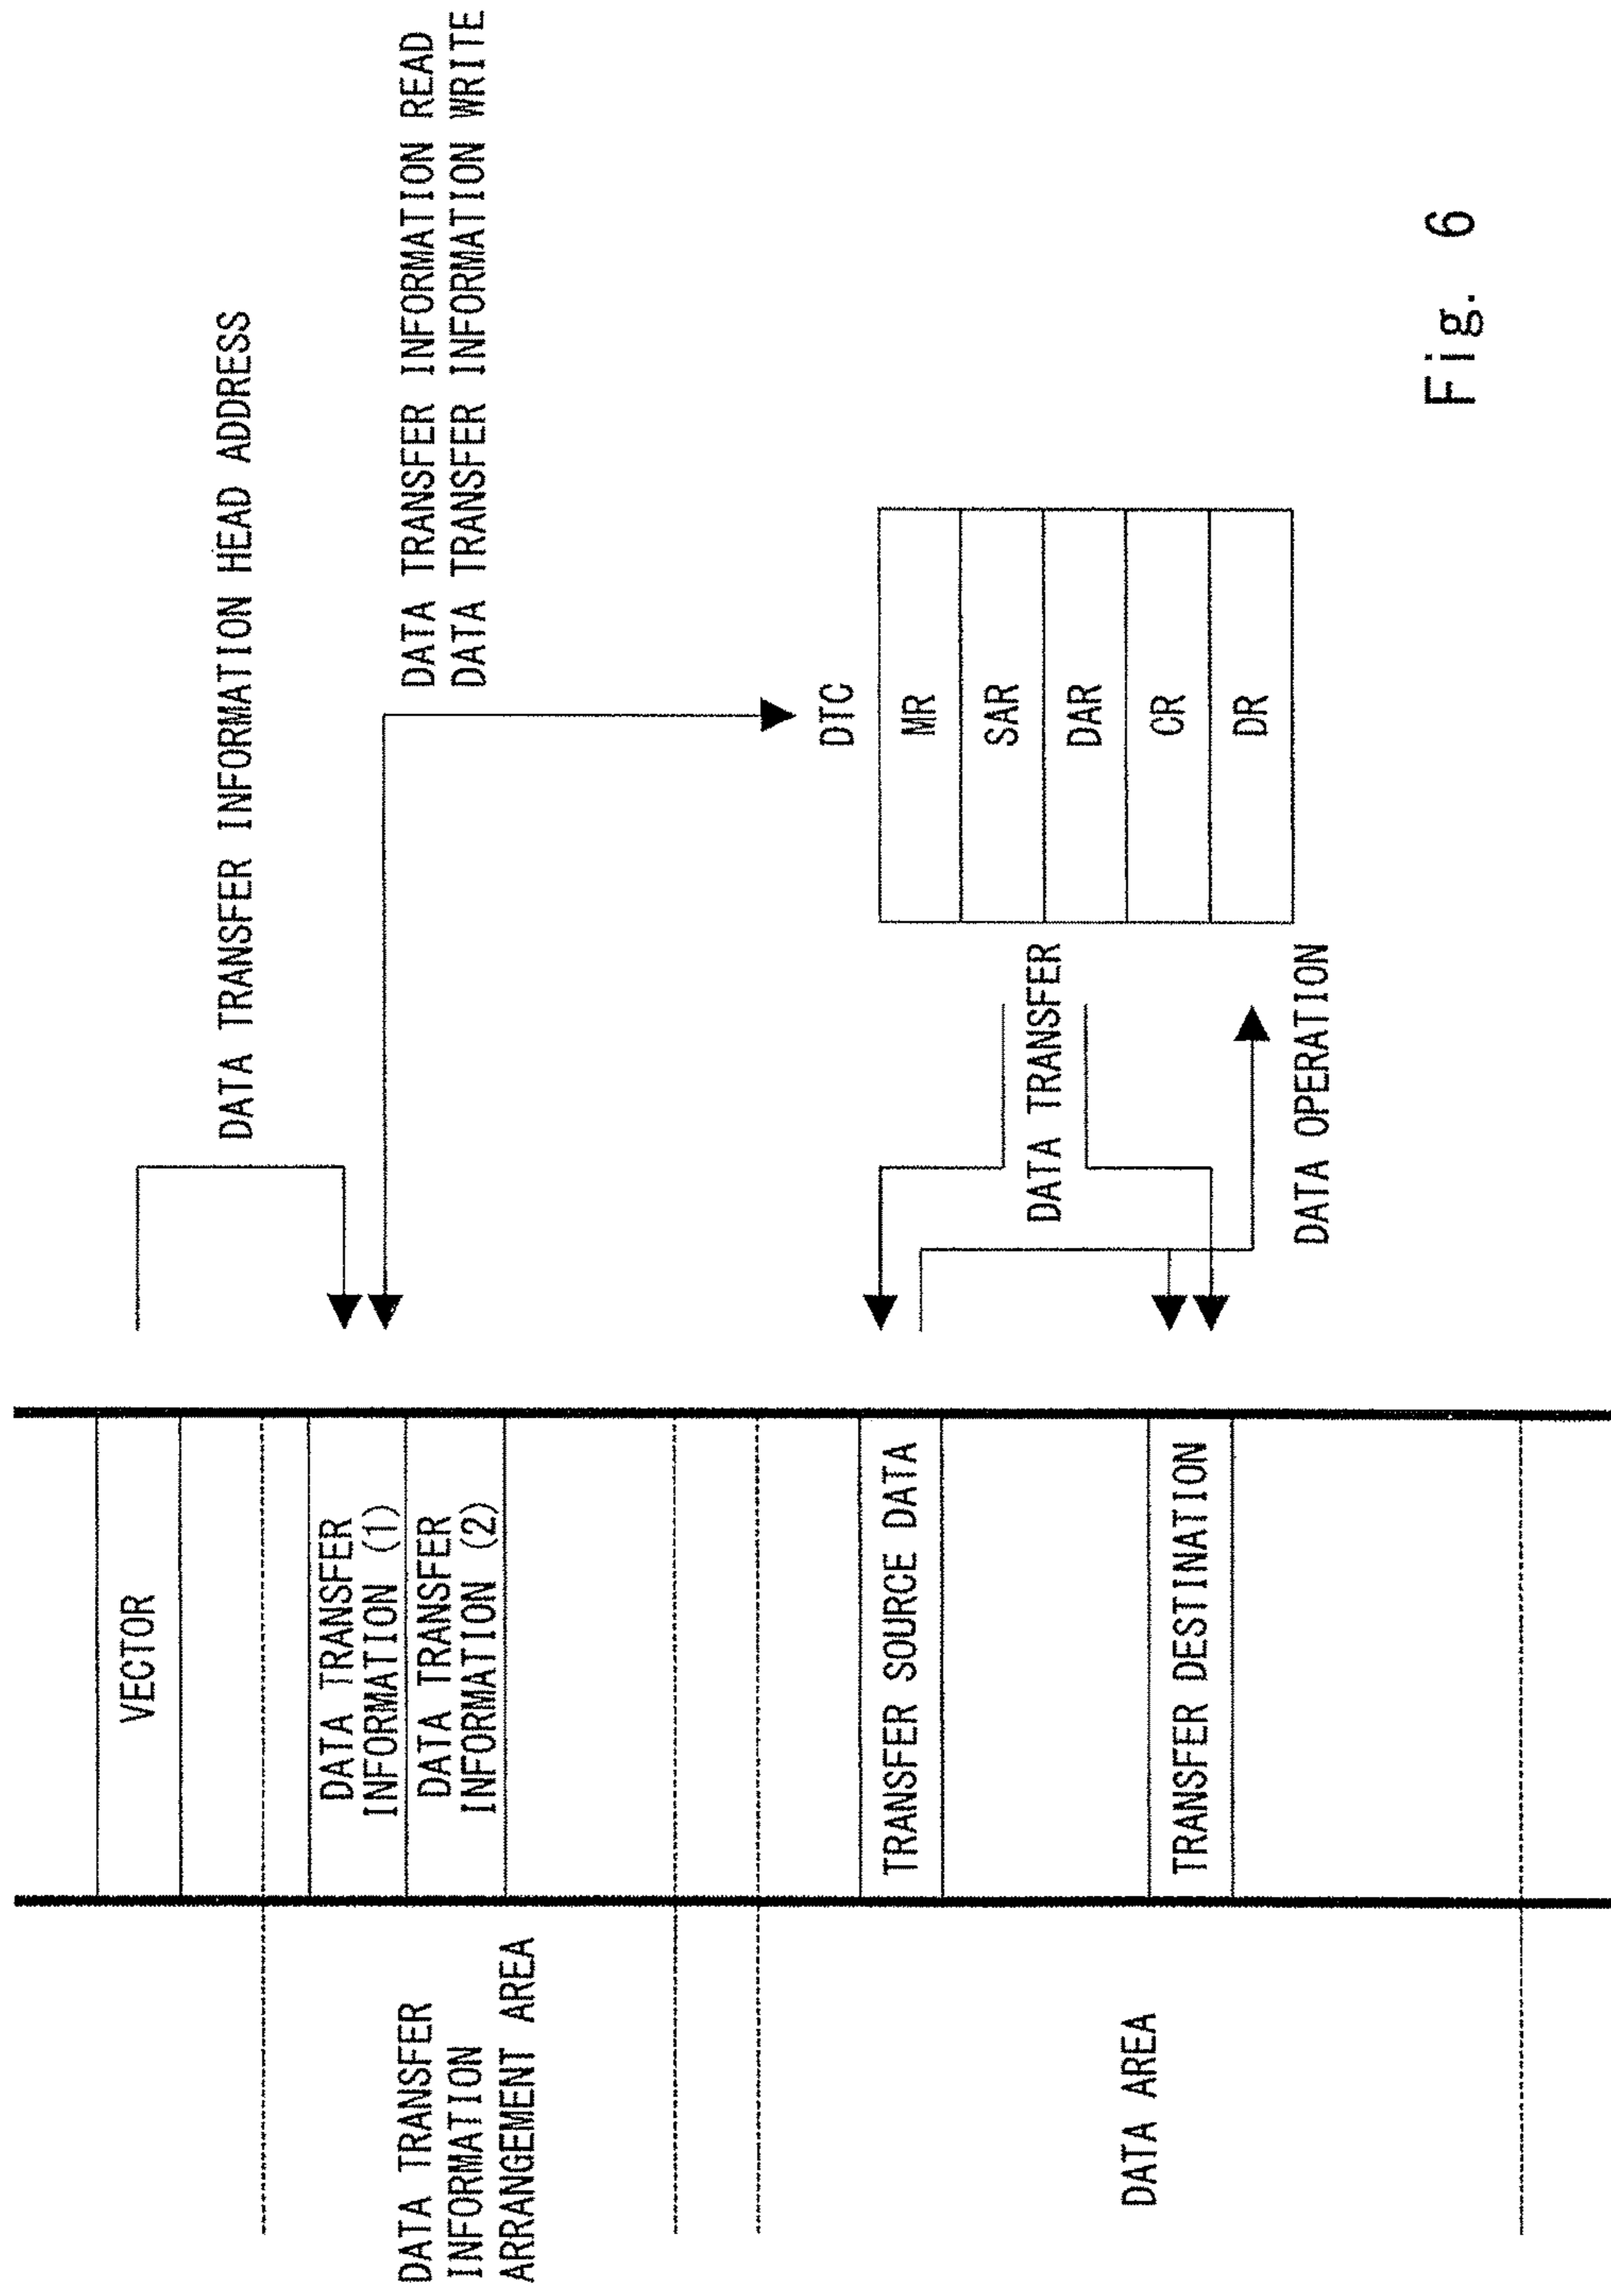 VECTOR
DATA TRANSFER INFORMATION HEAD ADDRESS
DATA TRANSFER
INFORMATION
ARRANGEMENT AREA
DATA TRANSFER
INFORMATION (1)
DATA TRANSFER
INFORMATION (2)
DATA TRANSFER INFORMATION READ
DATA TRANSFER INFORMATION WRITE
DTC
MR
SAR
DAR
CR
DR
TRANSFER SOURCE DATA
DATA TRANSFER
DATA AREA
TRANSFER DESTINATION
DATA OPERATION
Fig. 6